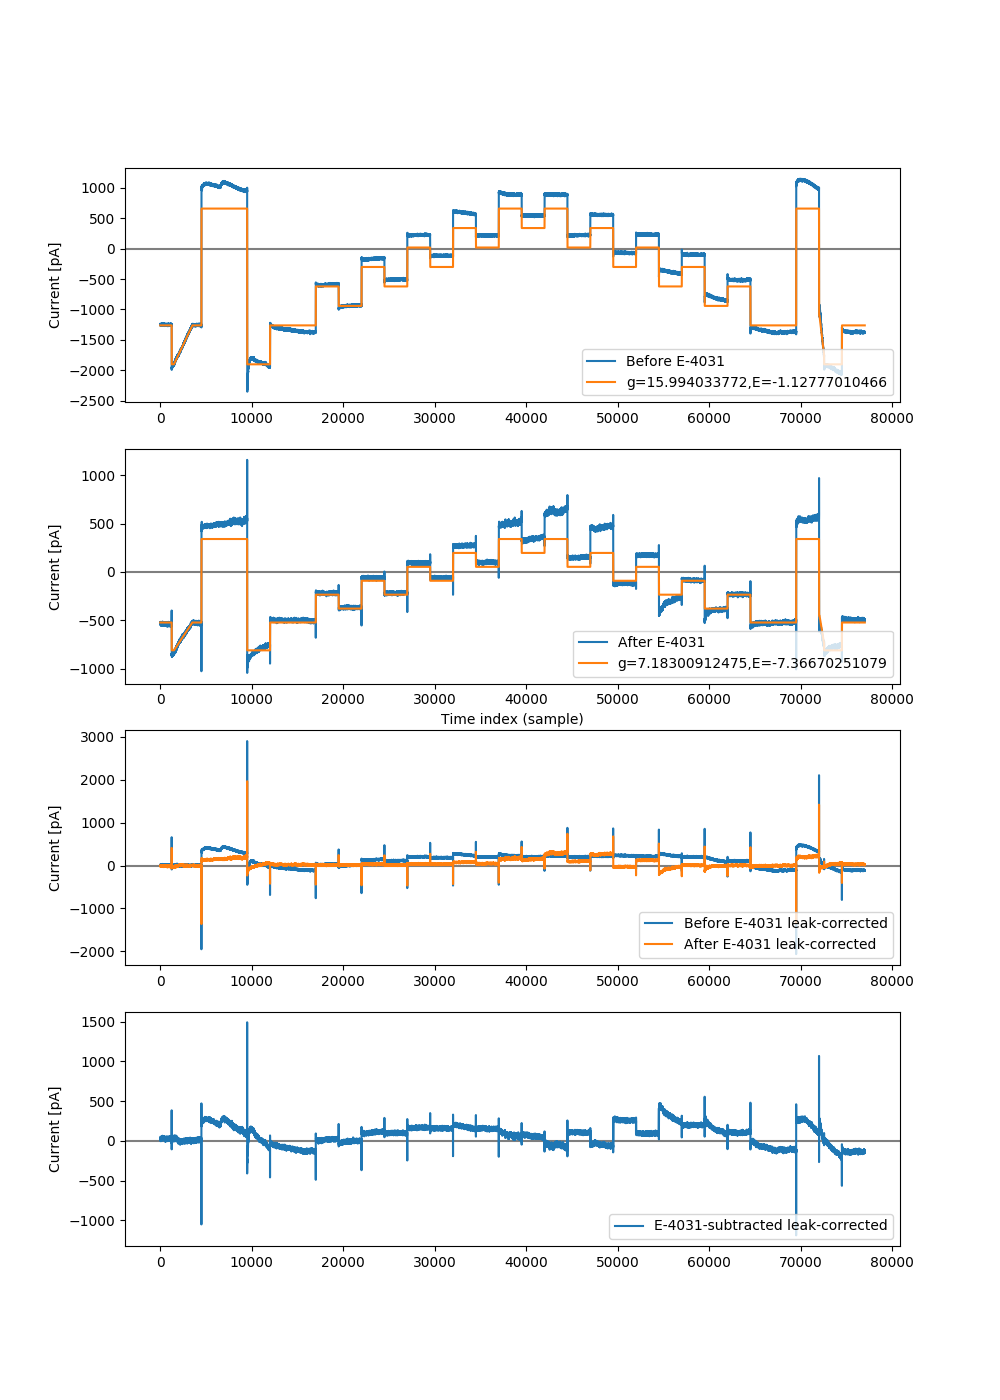 1000
500
0
−500
−1000
−1500
−2000
−2500
Current [pA]
Before E-4031
g=15.994033772,E=-1.12777010466
0 10000 20000 30000 40000 50000 60000 70000 80000
1000
500
0
−500
−1000
Current [pA]
After E-4031
g=7.18300912475,E=-7.36670251079
0 10000 20000 30000 40000 50000 60000 70000 80000
Time index (sample)
3000
2000
1000
0
−1000
−2000
Current [pA]
Before E-4031 leak-corrected
After E-4031 leak-corrected
0 10000 20000 30000 40000 50000 60000 70000 80000
1500
1000
500
0
−500
−1000
Current [pA]
E-4031-subtracted leak-corrected
0 10000 20000 30000 40000 50000 60000 70000 80000